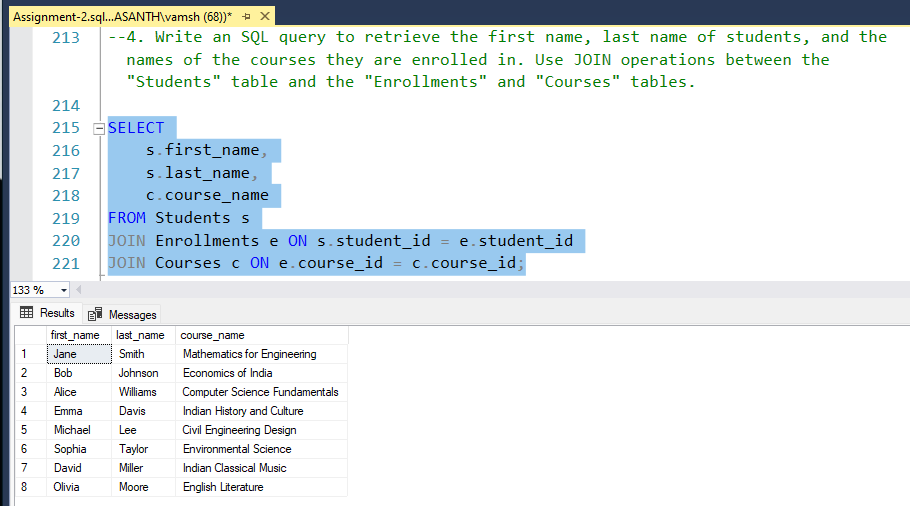 Assignment-2.sql...ASANTH\vamsh (68))*
213 --4. Write an SQL query to retrieve the first name, last name of students, and the
names of the courses they are enrolled in. Use JOIN operations between the
"Students" table and the "Enrollments" and "Courses" tables.
214
215 SELECT
216 s.first_name,
217 s.last_name,
218 c.course_name
219 FROM Students s
220 JOIN Enrollments e ON s.student_id = e.student_id
221 JOIN Courses c ON e.course_id = c.course_id;
133 %
Results Messages
first_name last_name course_name
1 Jane Smith Mathematics for Engineering
2 Bob Johnson Economics of India
3 Alice Williams Computer Science Fundamentals
4 Emma Davis Indian History and Culture
5 Michael Lee Civil Engineering Design
6 Sophia Taylor Environmental Science
7 David Miller Indian Classical Music
8 Olivia Moore English Literature